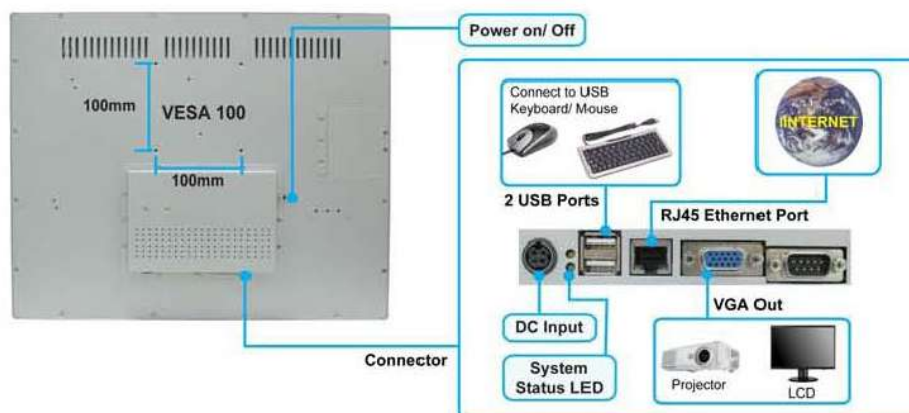 Power on/ Off
100mm
VESA 100
100mm
Connect to USB
Keyboard/ Mouse
INTERNET
2 USB Ports
RJ45 Ethernet Port
DC Input
VGA Out
System
Status LED
Connector
Projector
LCD